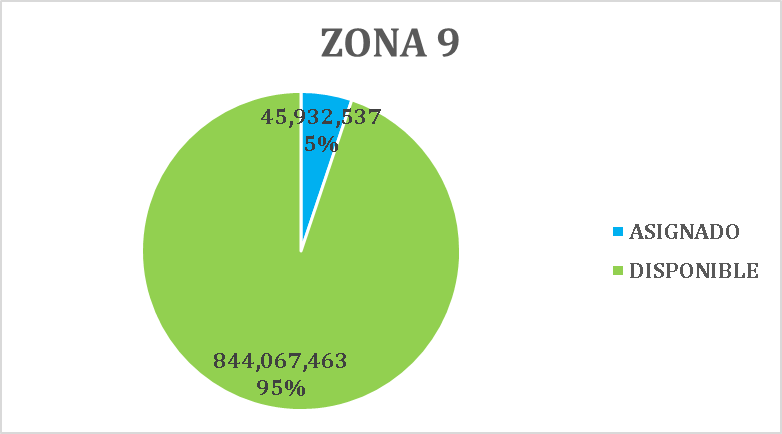 ZONA 9
45,932,537
5%
ASIGNADO
DISPONIBLE
844,067,463
95%